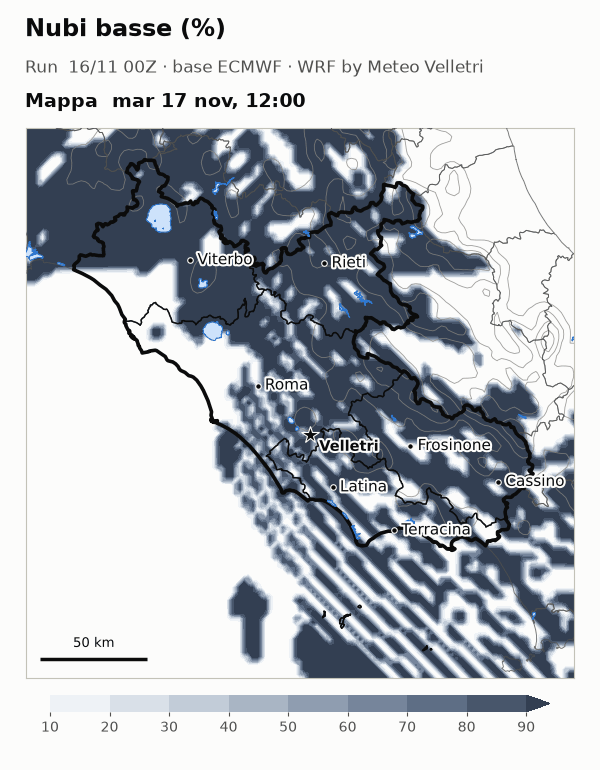 Nubi basse (%)
Run  16/11 00Z · base ECMWF · WRF by Meteo Velletri
Mappa  mar 17 nov, 12:00
Viterbo
Rieti
Roma
Velletri
Frosinone
Cassino
Latina
Terracina
50 km
10 20 30 40 50 60 70 80 90